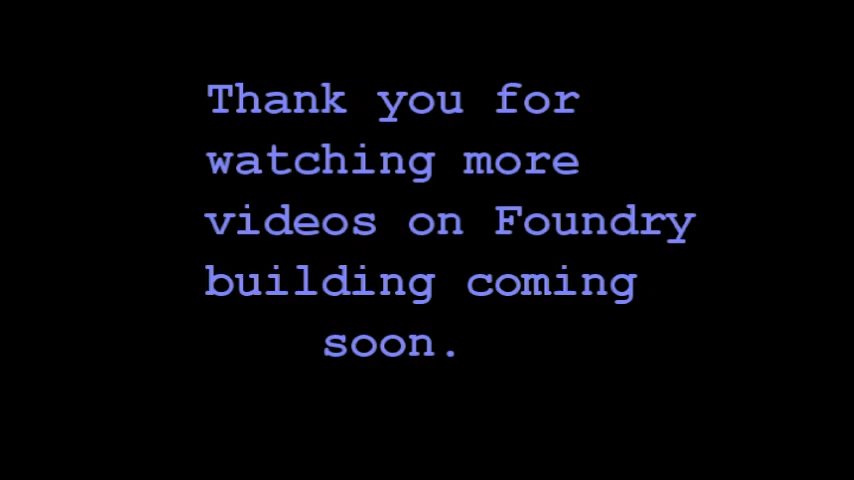 Thank you for
watching more
videos on Foundry
building coming
soon.